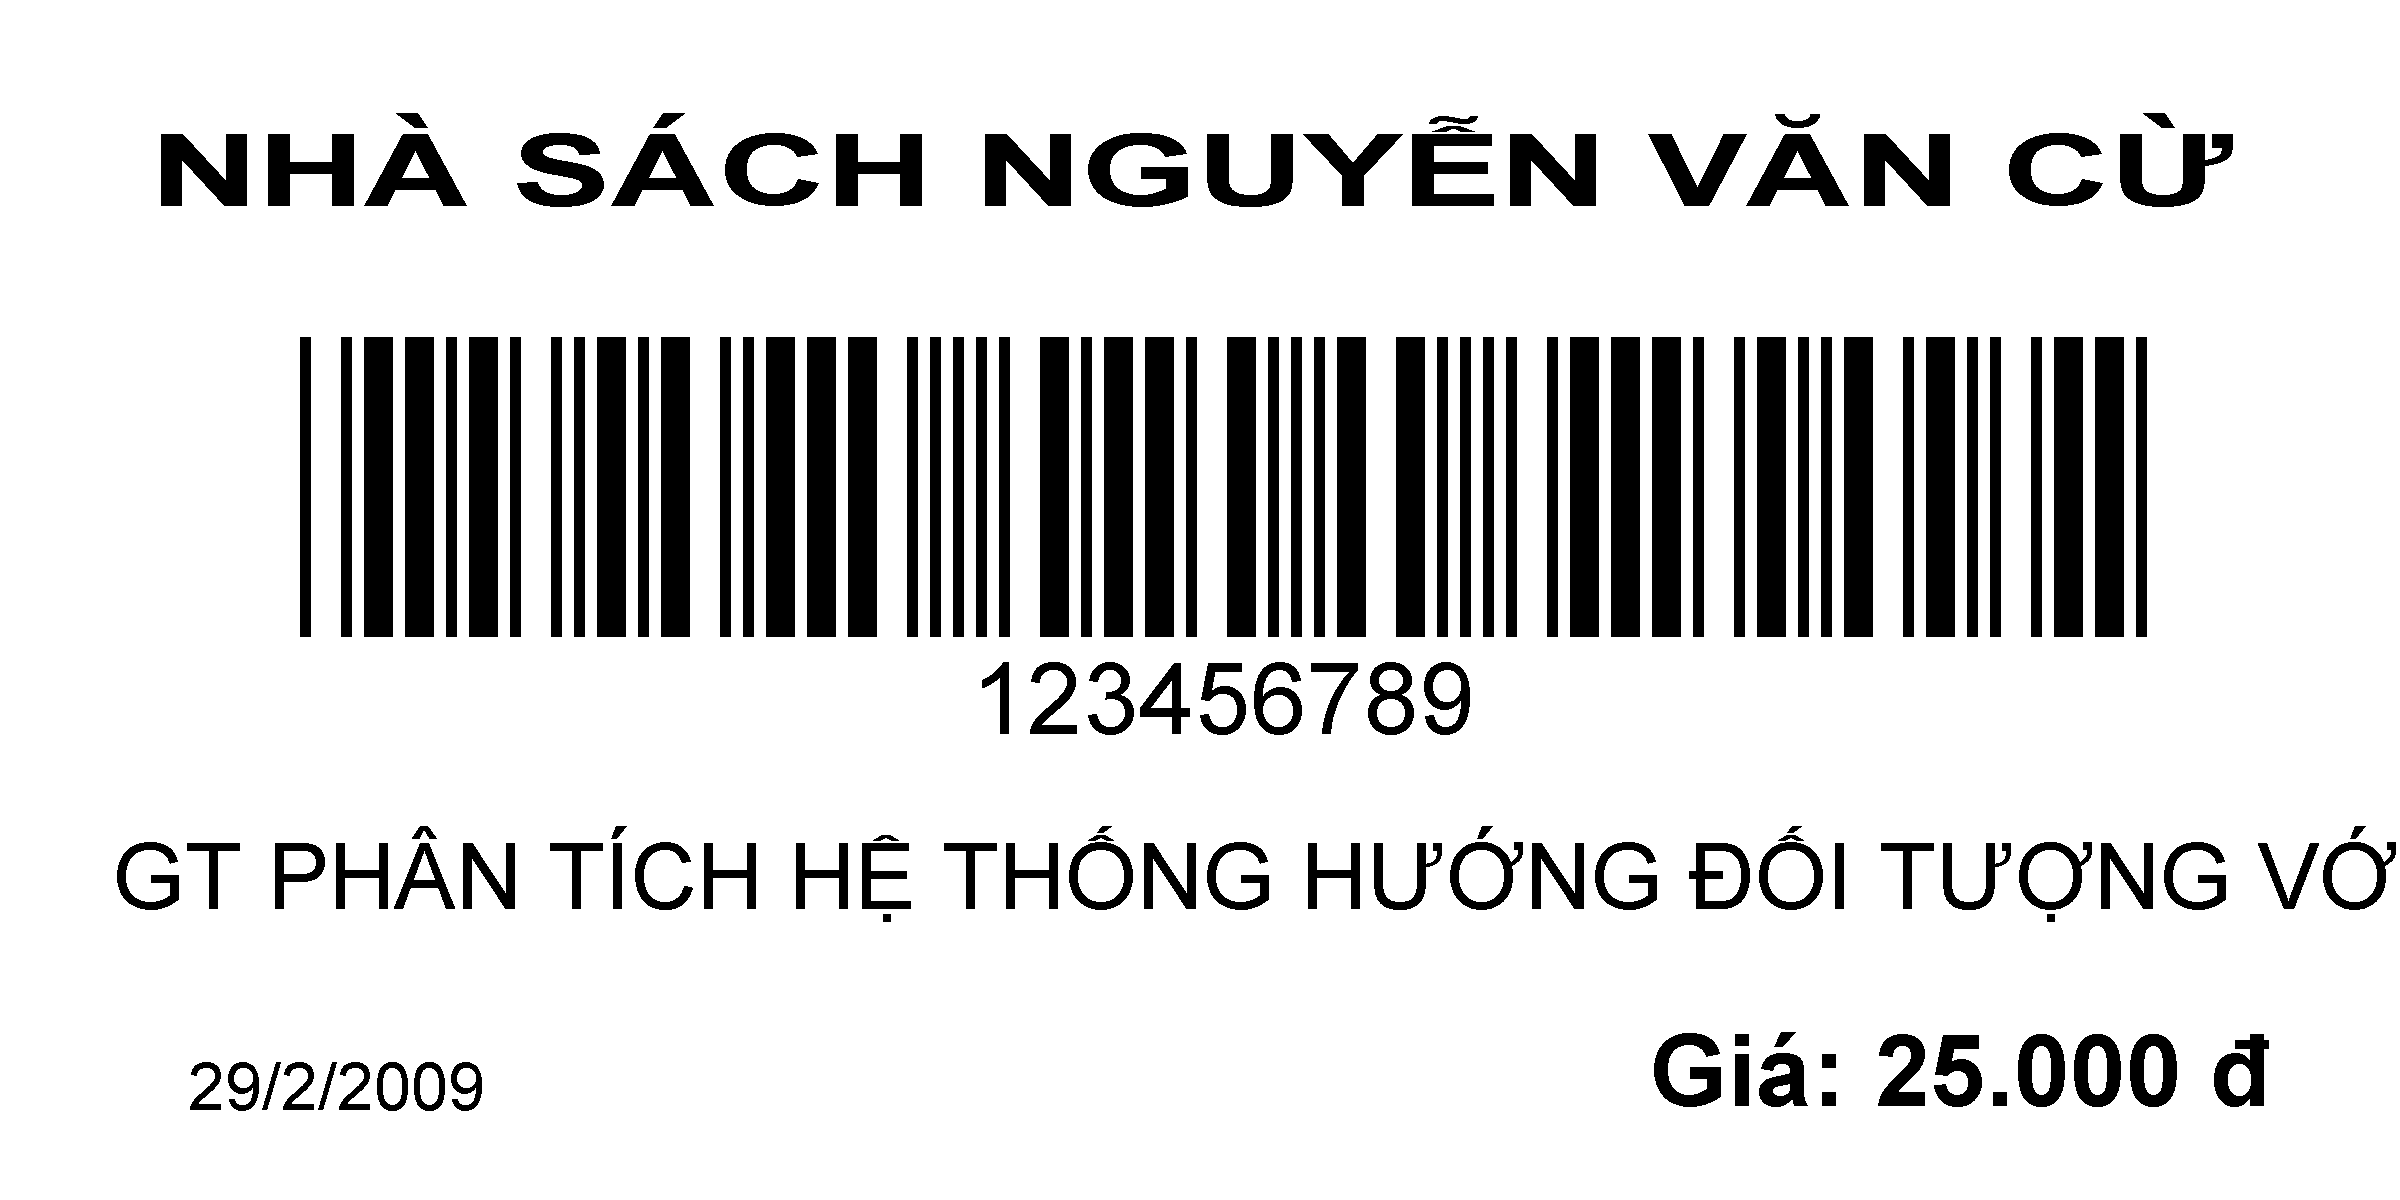 NHÀ SÁCH NGUYỄN VĂN CỪ
123456789
GT PHÂN TÍCH HỆ THỐNG HƯỚNG ĐỐI TƯỢNG VỚ
29/2/2009
Giá: 25.000 đ